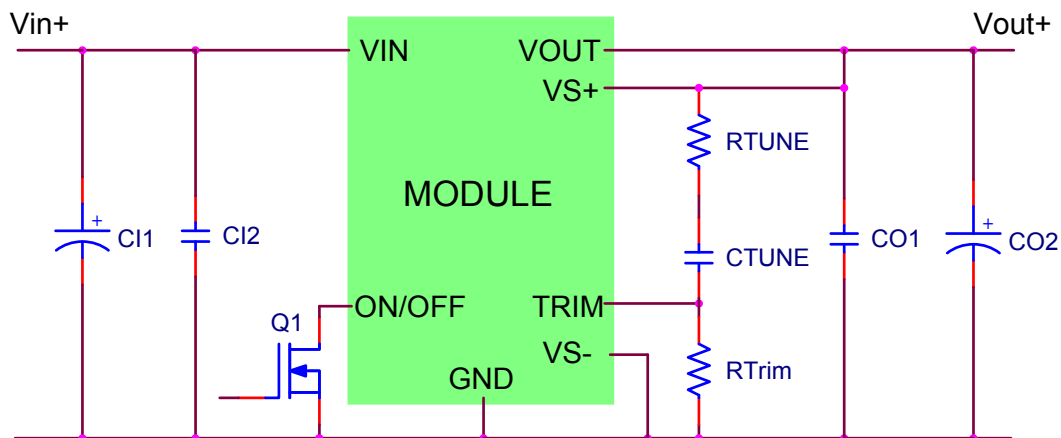 Vin+
Vout+
VIN
VOUT
VS+
RTUNE
MODULE
+
CI1
CI2
CTUNE
CO1
+
CO2
ON/OFF
TRIM
Q1
VS-
RTrim
GND